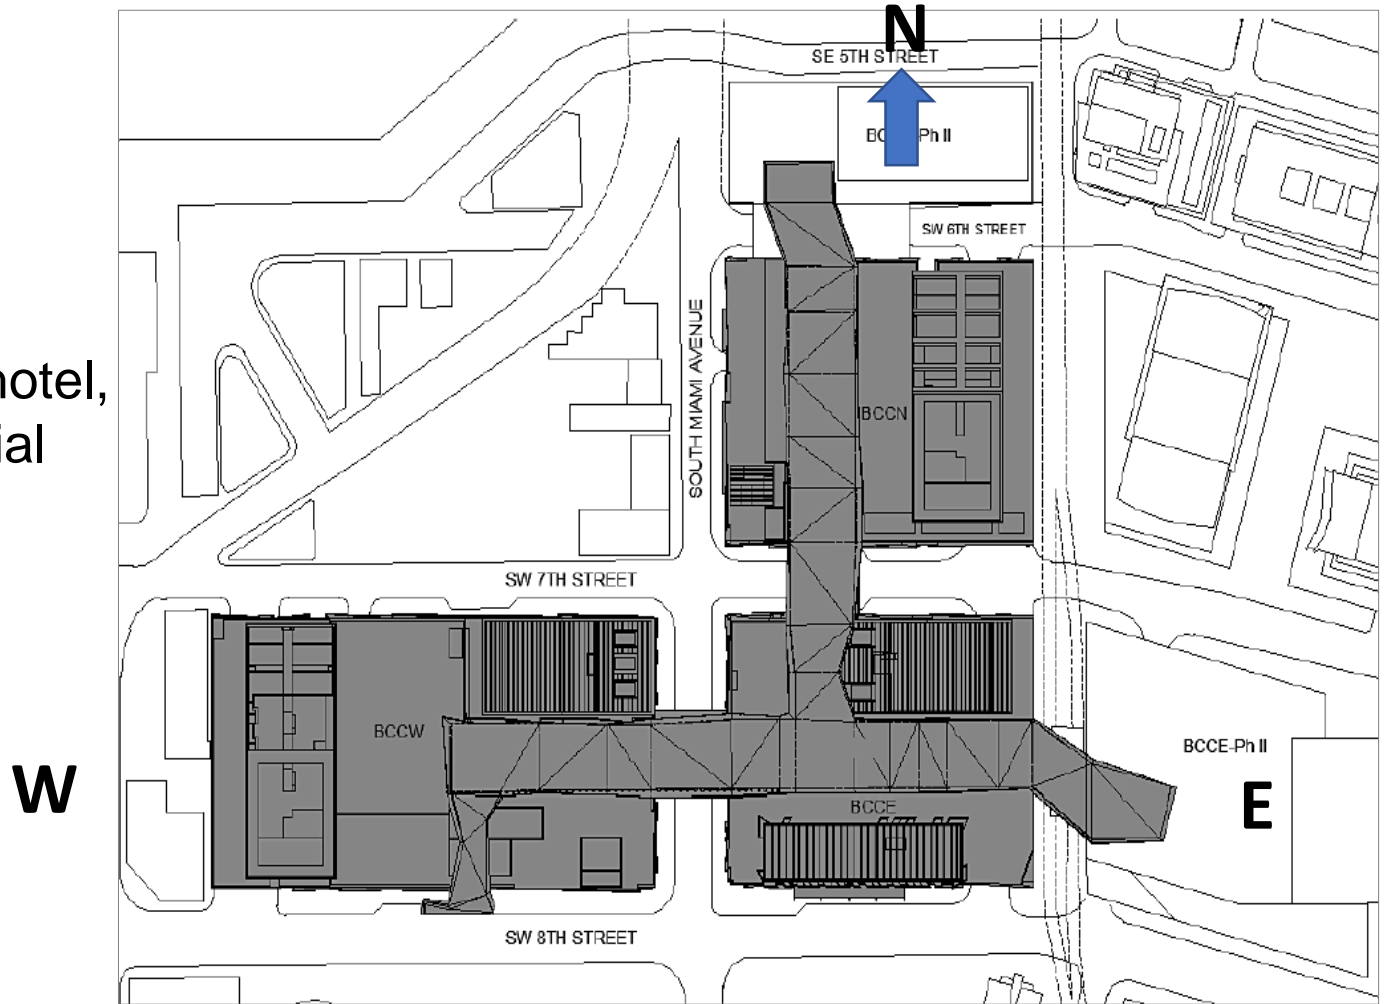 N
SE 5TH STREET
Ph II
SW 6TH STREET
hotel,
ial
SOUTH MIAMI AVENUE
BCCN
SW 7TH STREET
BCCW
BCCE-Ph II
W
E
BCCE
SW 8TH STREET